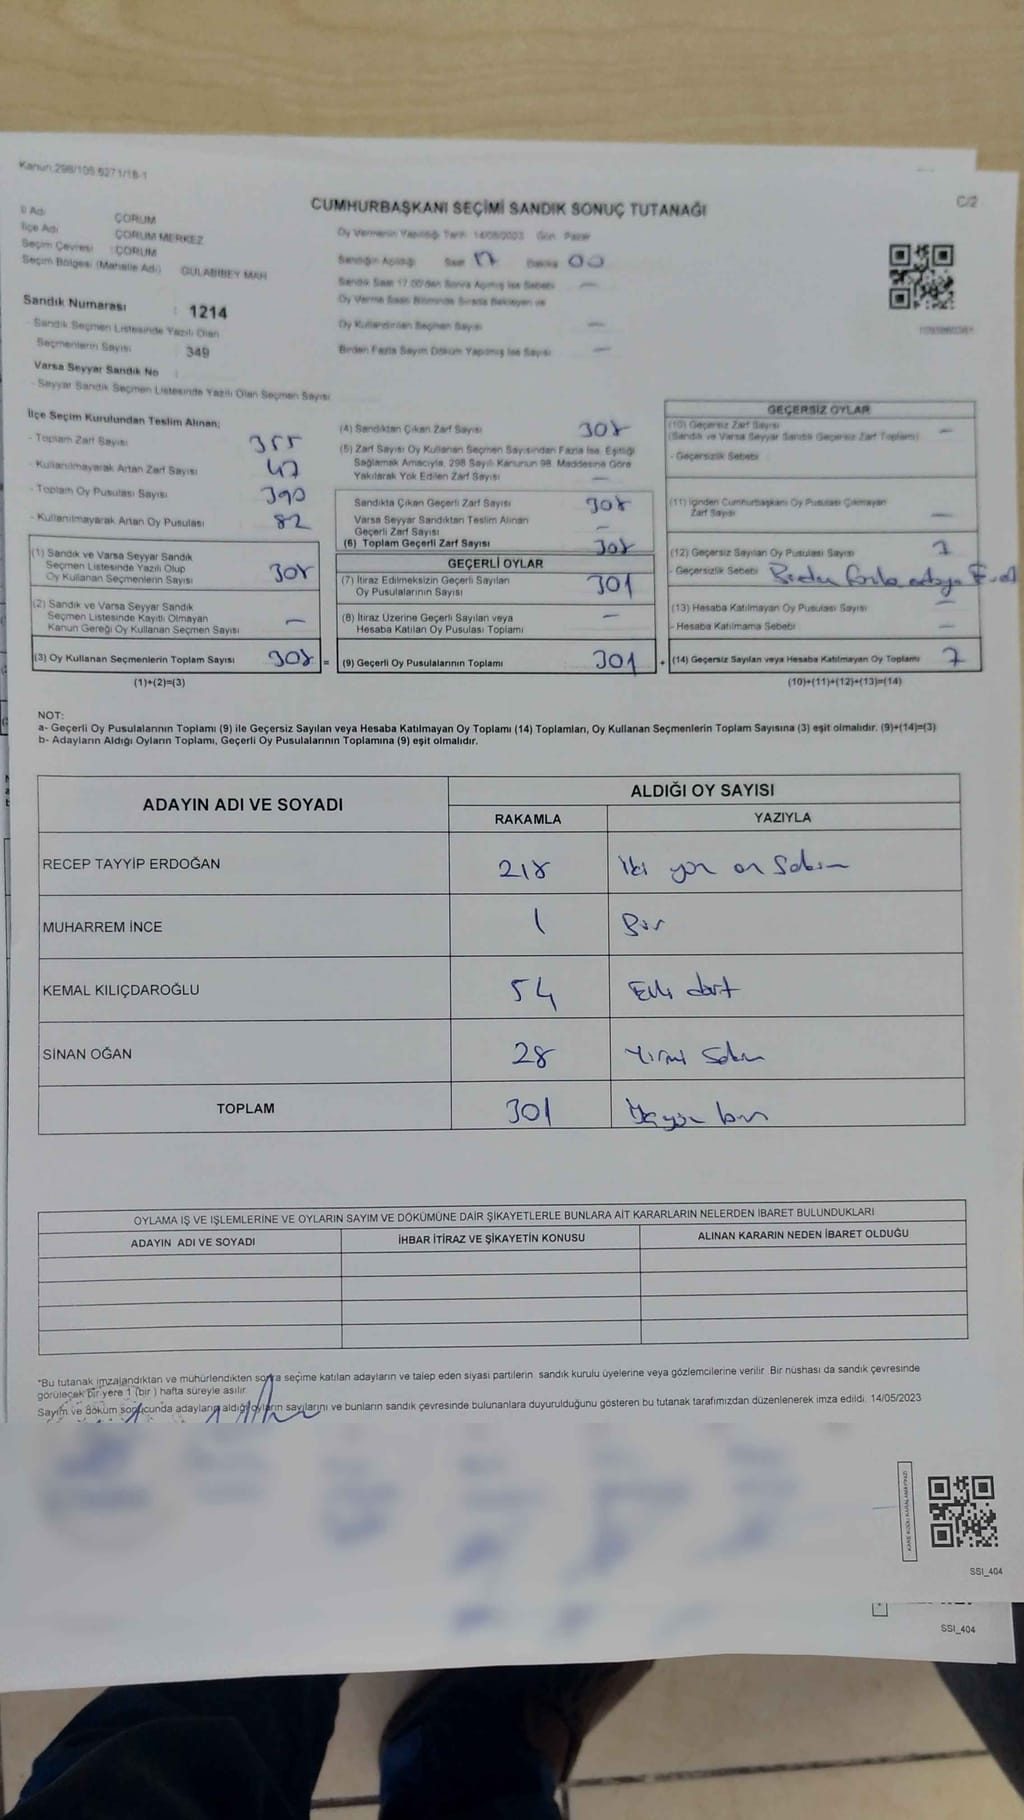 Kanun:298/105,6271/18-1
C/2
CUMHURBAŞKANI SEÇİMİ SANDIK SONUÇ TUTANAĞI
İl Adı : ÇORUM
İlçe Adı : ÇORUM MERKEZ
Seçim Çevresi : ÇORUM
Seçim Bölgesi (Mahalle Adı) GÜLABİBEY MAH
Sandık Numarası : 1214
- Sandık Seçmen Listesinde Yazılı Olan
Seçmenlerin Sayısı 349
Varsa Seyyar Sandık No :
- Seyyar Sandık Seçmen Listesinde Yazılı Olan Seçmen Sayısı
Oy Vermenin Yapıldığı Tarih 14/05/2023 Gün Pazar
Sandığın Açıldığı Saat 17 Dakika 00
Sandık Saat 17.00'den Sonra Açılmış İse Sebebi —
Oy Verme Saati Bitiminde Sırada Bekleyen ve
Oy Kullandırılan Seçmen Sayısı —
Birden Fazla Sayım Döküm Yapılmış İse Sayısı —
İlçe Seçim Kurulundan Teslim Alınan;
- Toplam Zarf Sayısı 355
- Kullanılmayarak Artan Zarf Sayısı 47
- Toplam Oy Pusulası Sayısı 390
- Kullanılmayarak Artan Oy Pusulası 82
(1) Sandık ve Varsa Seyyar Sandık
Seçmen Listesinde Yazılı Olup
Oy Kullanan Seçmenlerin Sayısı 308
(2) Sandık ve Varsa Seyyar Sandık
Seçmen Listesinde Kayıtlı Olmayan
Kanun Gereği Oy Kullanan Seçmen Sayısı —
(3) Oy Kullanan Seçmenlerin Toplam Sayısı 308 =
(1)+(2)=(3)
(4) Sandıktan Çıkan Zarf Sayısı 308
(5) Zarf Sayısı Oy Kullanan Seçmen Sayısından Fazla İse, Eşitliği
Sağlamak Amacıyla, 298 Sayılı Kanunun 98. Maddesine Göre
Yakılarak Yok Edilen Zarf Sayısı —
Sandıkta Çıkan Geçerli Zarf Sayısı 308
Varsa Seyyar Sandıktan Teslim Alınan
Geçerli Zarf Sayısı —
(6) Toplam Geçerli Zarf Sayısı 308
GEÇERLİ OYLAR
(7) İtiraz Edilmeksizin Geçerli Sayılan
Oy Pusulalarının Sayısı 301
(8) İtiraz Üzerine Geçerli Sayılan veya
Hesaba Katılan Oy Pusulası Toplamı —
(9) Geçerli Oy Pusulalarının Toplamı 301 +
GEÇERSİZ OYLAR
(10) Geçersiz Zarf Sayısı
(Sandık ve Varsa Seyyar Sandık Geçersiz Zarf Toplamı) —
- Geçersizlik Sebebi
(11) İçinden Cumhurbaşkanı Oy Pusulası Çıkmayan
Zarf Sayısı —
(12) Geçersiz Sayılan Oy Pusulası Sayısı 7
- Geçersizlik Sebebi Birden fazla adaya
(13) Hesaba Katılmayan Oy Pusulası Sayısı —
- Hesaba Katılmama Sebebi —
(14) Geçersiz Sayılan veya Hesaba Katılmayan Oy Toplamı 7
(10)+(11)+(12)+(13)=(14)
NOT:
a- Geçerli Oy Pusulalarının Toplamı (9) ile Geçersiz Sayılan veya Hesaba Katılmayan Oy Toplamı (14) Toplamları, Oy Kullanan Seçmenlerin Toplam Sayısına (3) eşit olmalıdır. (9)+(14)=(3)
b- Adayların Aldığı Oyların Toplamı, Geçerli Oy Pusulalarının Toplamına (9) eşit olmalıdır.
ADAYIN ADI VE SOYADI ALDIĞI OY SAYISI
RAKAMLA YAZIYLA
RECEP TAYYİP ERDOĞAN 218 İki yüz on Sekiz
MUHARREM İNCE 1 Bir
KEMAL KILIÇDAROĞLU 54 Elli dört
SİNAN OĞAN 28 Yirmi Sekiz
TOPLAM 301 Üçyüz bir
OYLAMA İŞ VE İŞLEMLERİNE VE OYLARIN SAYIM VE DÖKÜMÜNE DAİR ŞİKAYETLERLE BUNLARA AİT KARARLARIN NELERDEN İBARET BULUNDUKLARI
ADAYIN ADI VE SOYADI İHBAR İTİRAZ VE ŞİKAYETİN KONUSU ALINAN KARARIN NEDEN İBARET OLDUĞU
*Bu tutanak imzalandıktan ve mühürlendikten sonra seçime katılan adayların ve talep eden siyasi partilerin sandık kurulu üyelerine veya gözlemcilerine verilir. Bir nüshası da sandık çevresinde
görülecek bir yere 1 (bir) hafta süreyle asılır.
Sayım ve döküm sonucunda adayların aldığı oyların sayılarını ve bunların sandık çevresinde bulunanlara duyurulduğunu gösteren bu tutanak tarafımızdan düzenlenerek imza edildi. 14/05/2023
KARE KODU KARALAMAYINIZ!
SSI_404
SSI_404